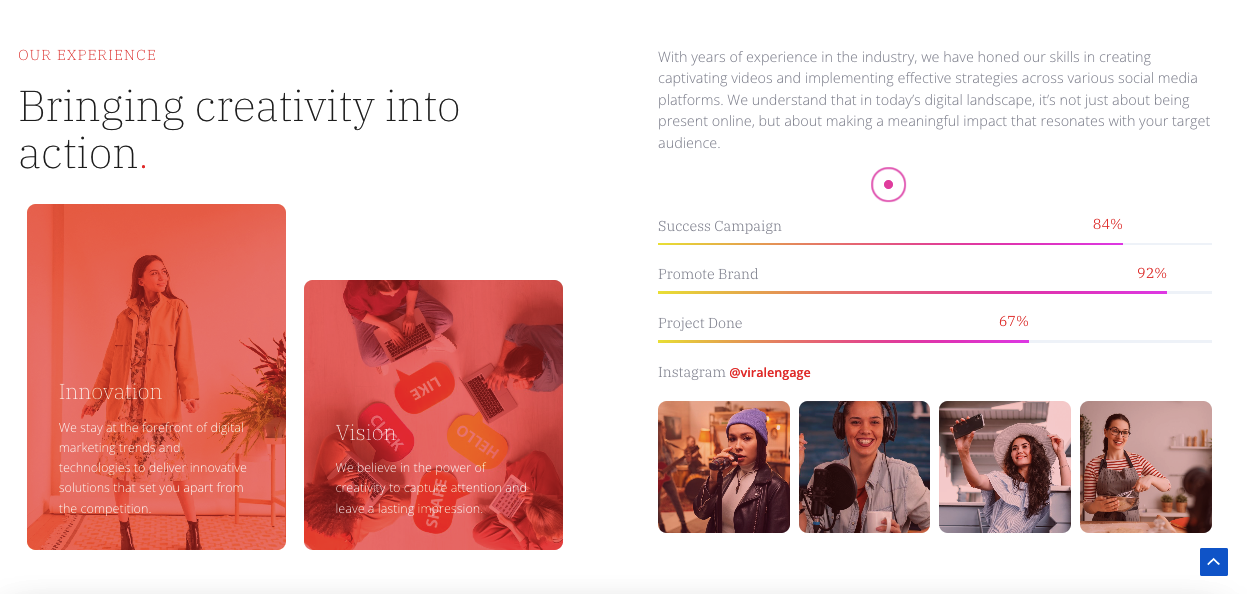 OUR EXPERIENCE
Bringing creativity into
action.
Innovation
We stay at the forefront of digital
marketing trends and
technologies to deliver innovative
solutions that set you apart from
the competition.
LIKE
CLICK
HELLO
SHARE
Vision
We believe in the power of
creativity to capture attention and
leave a lasting impression.
With years of experience in the industry, we have honed our skills in creating
captivating videos and implementing effective strategies across various social media
platforms. We understand that in today’s digital landscape, it’s not just about being
present online, but about making a meaningful impact that resonates with your target
audience.
Success Campaign 84%
Promote Brand 92%
Project Done 67%
Instagram @viralengage